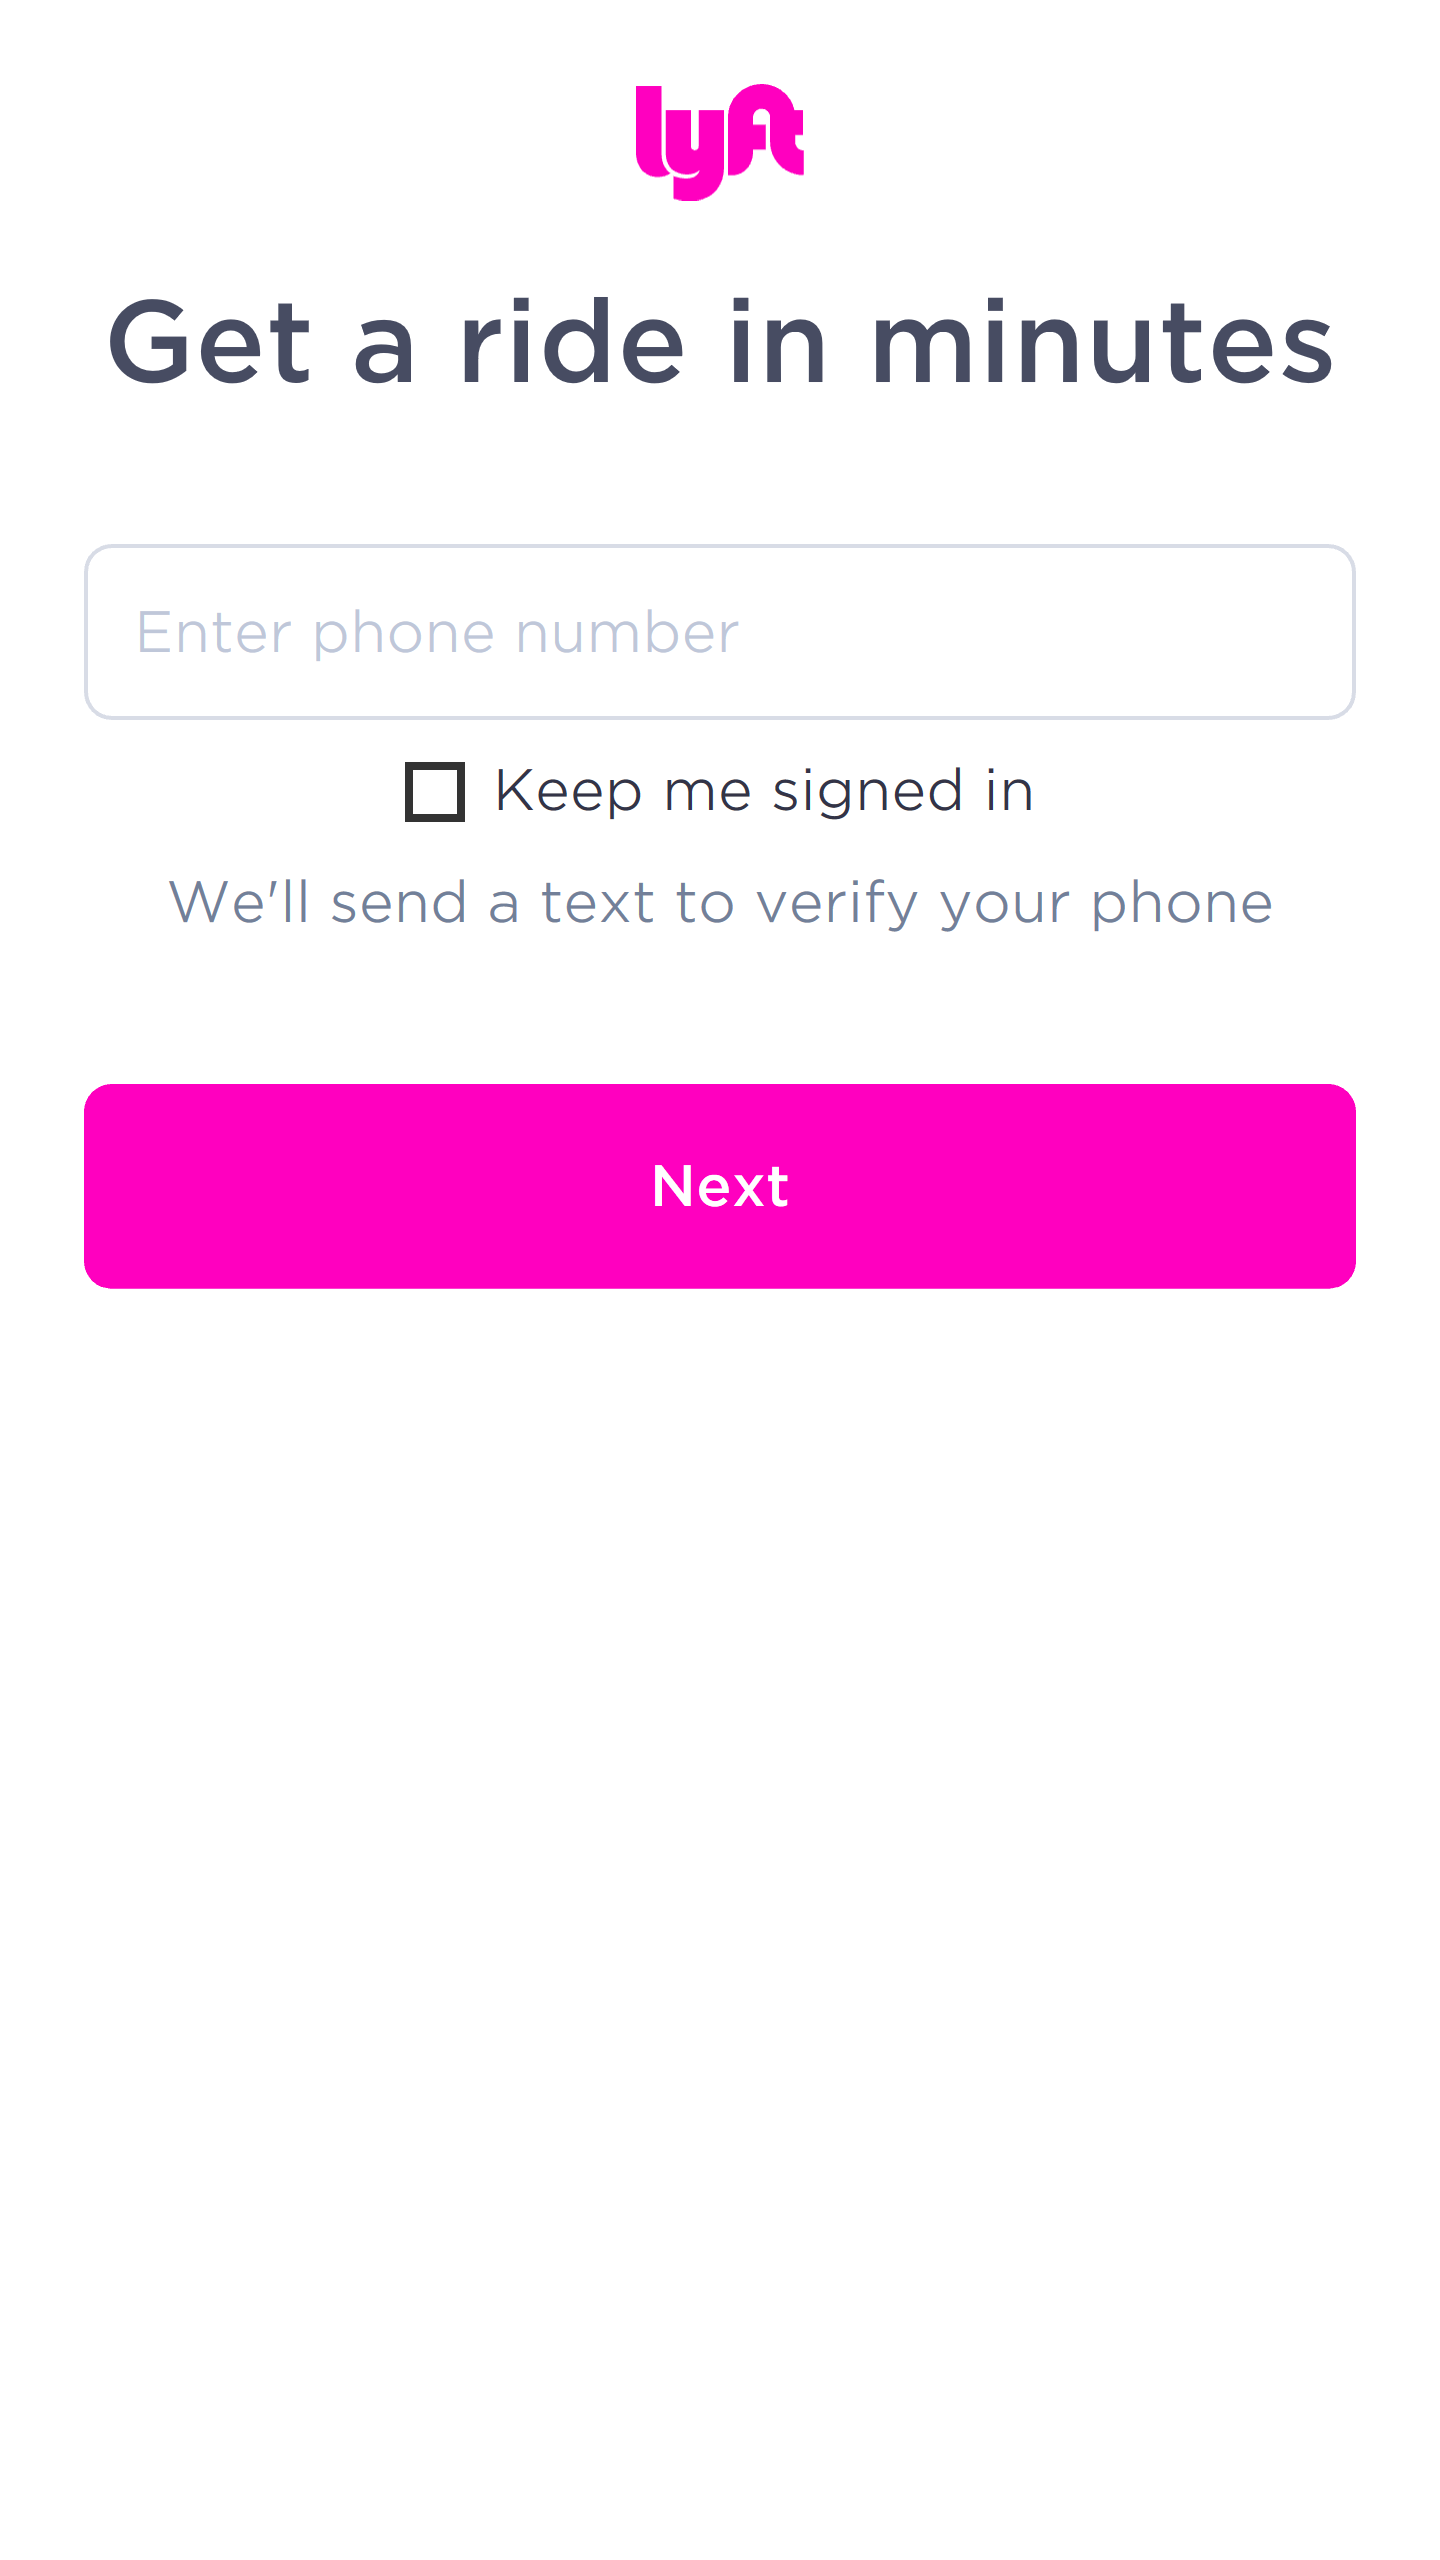 lyft
Get a ride in minutes
Enter phone number
Keep me signed in
We'll send a text to verify your phone
Next